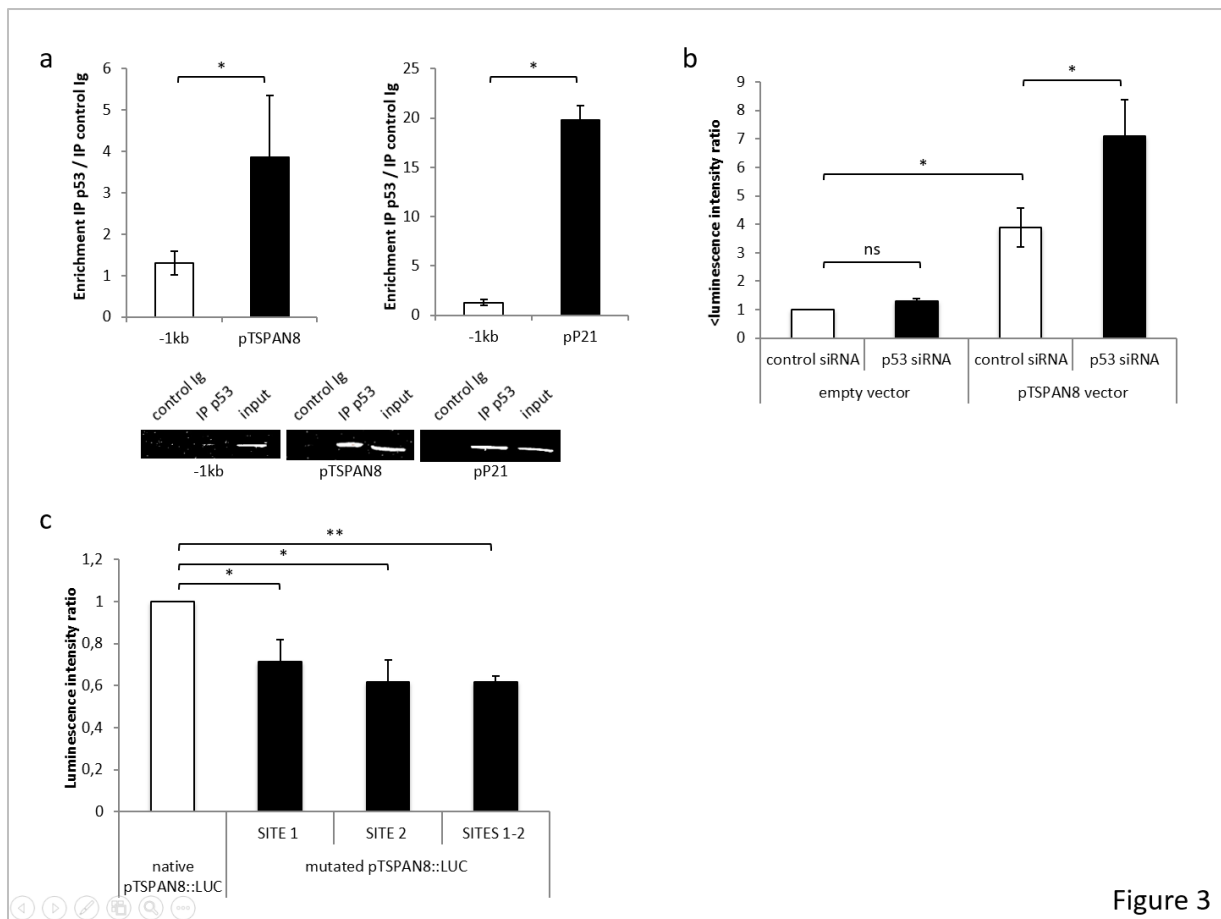 a
Enrichment IP p53 / IP control Ig
6
5
4
3
2
1
0
*
-1kb
pTSPAN8
Enrichment IP p53 / IP control Ig
25
20
15
10
5
0
*
-1kb
pP21
control Ig
IP p53
input
control Ig
IP p53
input
control Ig
IP p53
input
-1kb
pTSPAN8
pP21
b
<luminescence intensity ratio
9
8
7
6
5
4
3
2
1
0
ns
*
*
control siRNA
p53 siRNA
control siRNA
p53 siRNA
empty vector
pTSPAN8 vector
c
Luminescence intensity ratio
1,2
1
0,8
0,6
0,4
0,2
0
**
*
*
SITE 1
SITE 2
SITES 1-2
native
pTSPAN8::LUC
mutated pTSPAN8::LUC
Figure 3